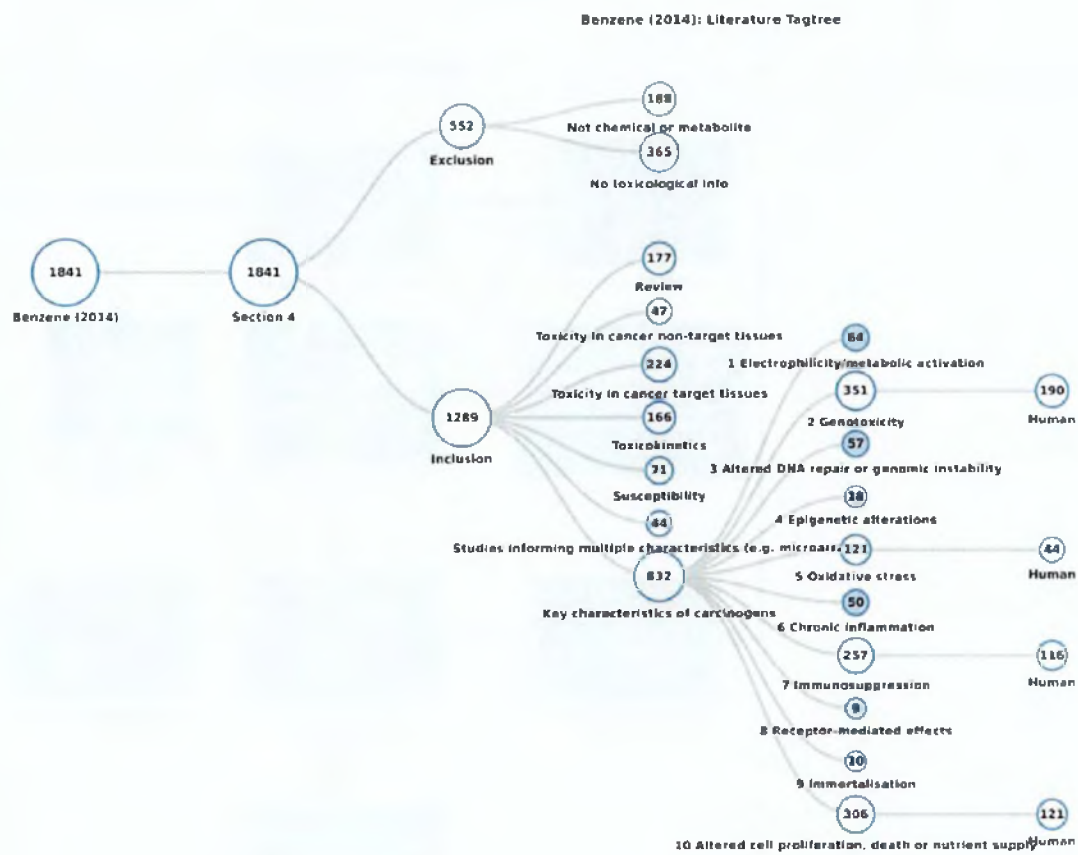 Benzene (2014): Literature Tagtree
188
Not chemical or metabolite
552
Exclusion
365
No toxicological info
1841
Benzene (2014)
1841
Section 4
177
Review
47
Toxicity in cancer non-target tissues
224
Toxicity in cancer target tissues
166
Toxicokinetics
71
Susceptibility
44
Studies informing multiple characteristics (e.g.
1289
Inclusion
832
Key characteristics of carcinogens
64
1 Electrophilicity/metabolic activation
351
2 Genotoxicity
190
Human
57
3 Altered DNA repair or genomic instability
4 Epigenetic alterations
121
5 Oxidative stress
44
Human
50
6 Chronic inflammation
257
7 Immunosuppression
116
Human
9
8 Receptor-mediated effects
9 Immortalisation
306
10 Altered cell proliferation, death or nutrient supply
121
Human